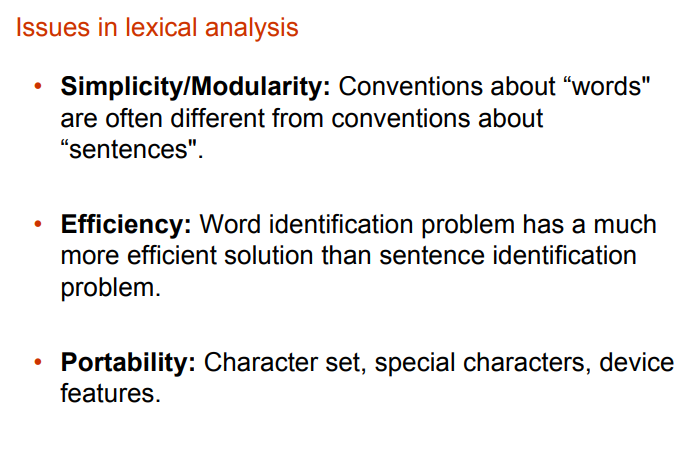 Issues in lexical analysis
• Simplicity/Modularity: Conventions about “words"
are often different from conventions about
“sentences".
• Efficiency: Word identification problem has a much
more efficient solution than sentence identification
problem.
• Portability: Character set, special characters, device
features.